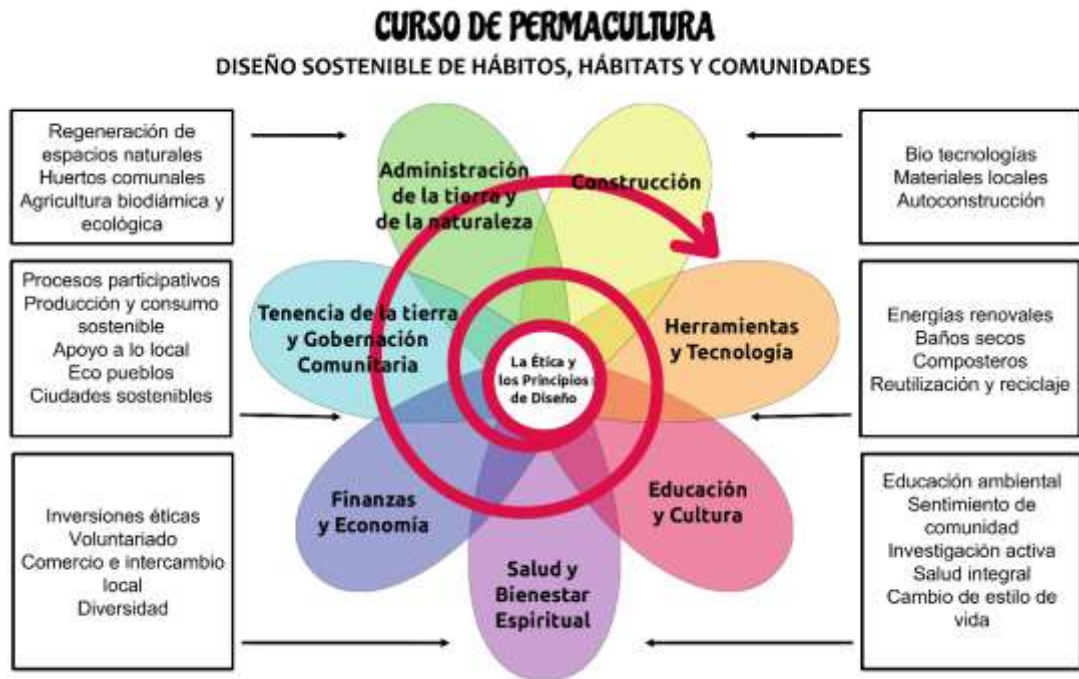 CURSO DE PERMACULTURA
DISEÑO SOSTENIBLE DE HÁBITOS, HÁBITATS Y COMUNIDADES
Regeneración de
espacios naturales
Huertos comunales
Agricultura biodiámica y
ecológica
Procesos participativos
Producción y consumo
sostenible
Apoyo a lo local
Eco pueblos
Ciudades sostenibles
Inversiones éticas
Voluntariado
Comercio e intercambio
local
Diversidad
Administración
de la tierra y
de la naturaleza
Construcción
Tenencia de la tierra
y Gobernación
Comunitaria
La Ética y
los Principios
de Diseño
Herramientas
y Tecnología
Finanzas
y Economía
Salud y
Bienestar
Espiritual
Educación
y Cultura
Bio tecnologías
Materiales locales
Autoconstrucción
Energías renovales
Baños secos
Composteros
Reutilización y reciclaje
Educación ambiental
Sentimiento de
comunidad
Investigación activa
Salud integral
Cambio de estilo de
vida